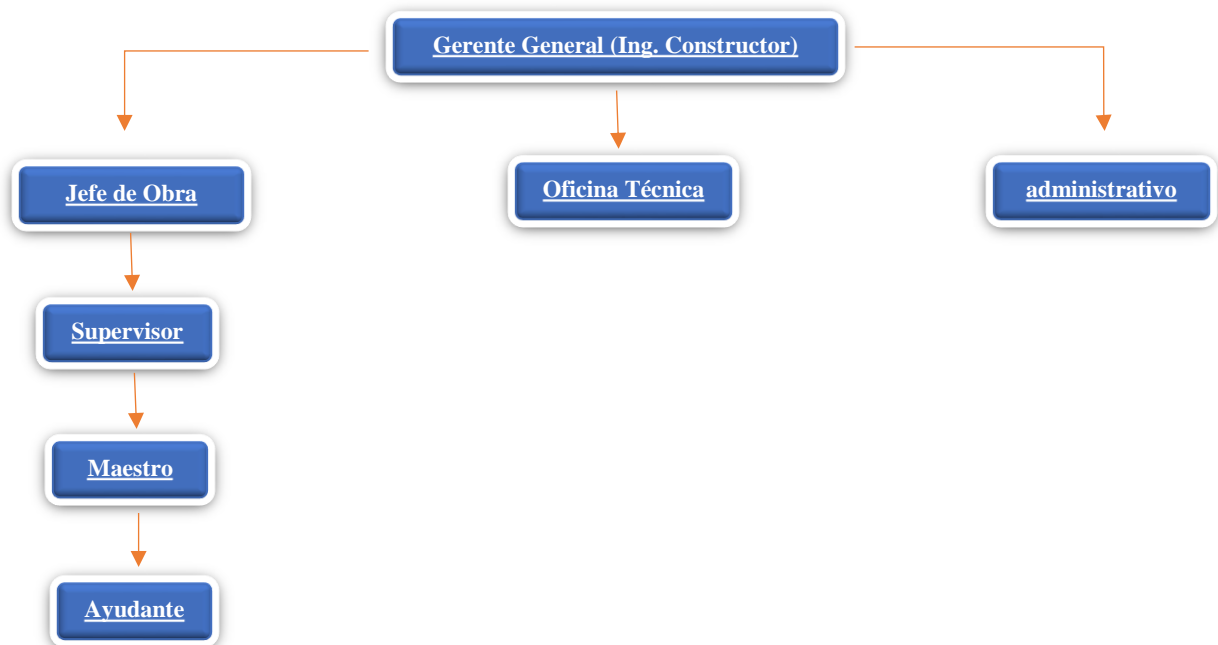 Gerente General (Ing. Constructor)
Jefe de Obra
Oficina Técnica
administrativo
Supervisor
Maestro
Ayudante